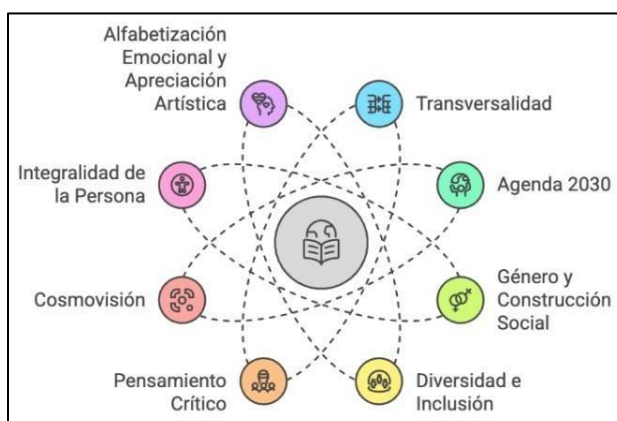 Alfabetización
Emocional y
Apreciación
Artística
Transversalidad
Integralidad de
la Persona
Agenda 2030
Cosmovisión
Género y
Construcción
Social
Pensamiento
Crítico
Diversidad e
Inclusión